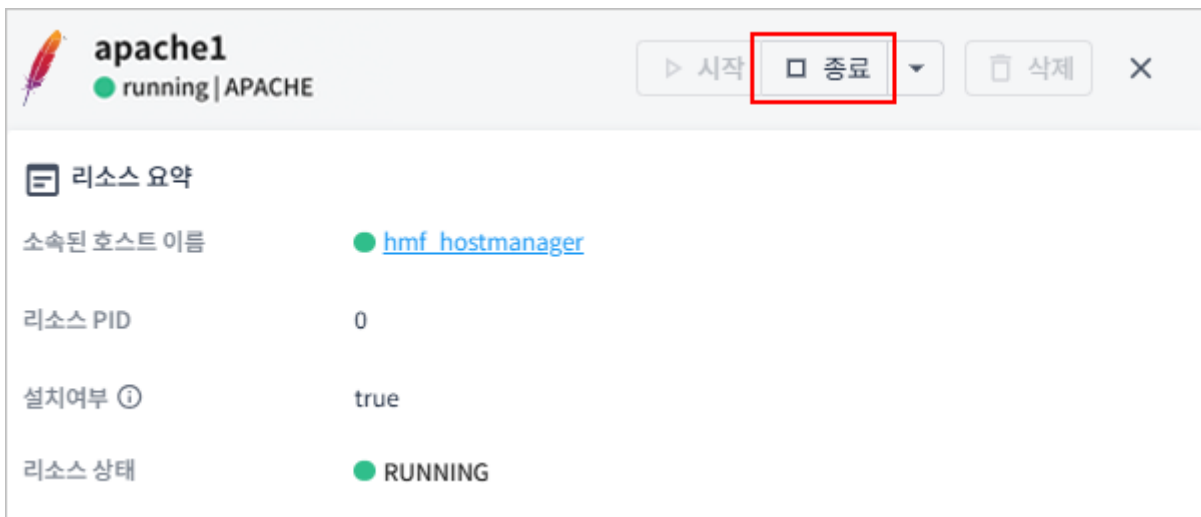 apache1
running | APACHE
시작
종료
삭제
리소스 요약
소속된 호스트 이름 hmf_hostmanager
리소스 PID 0
설치여부 true
리소스 상태 RUNNING